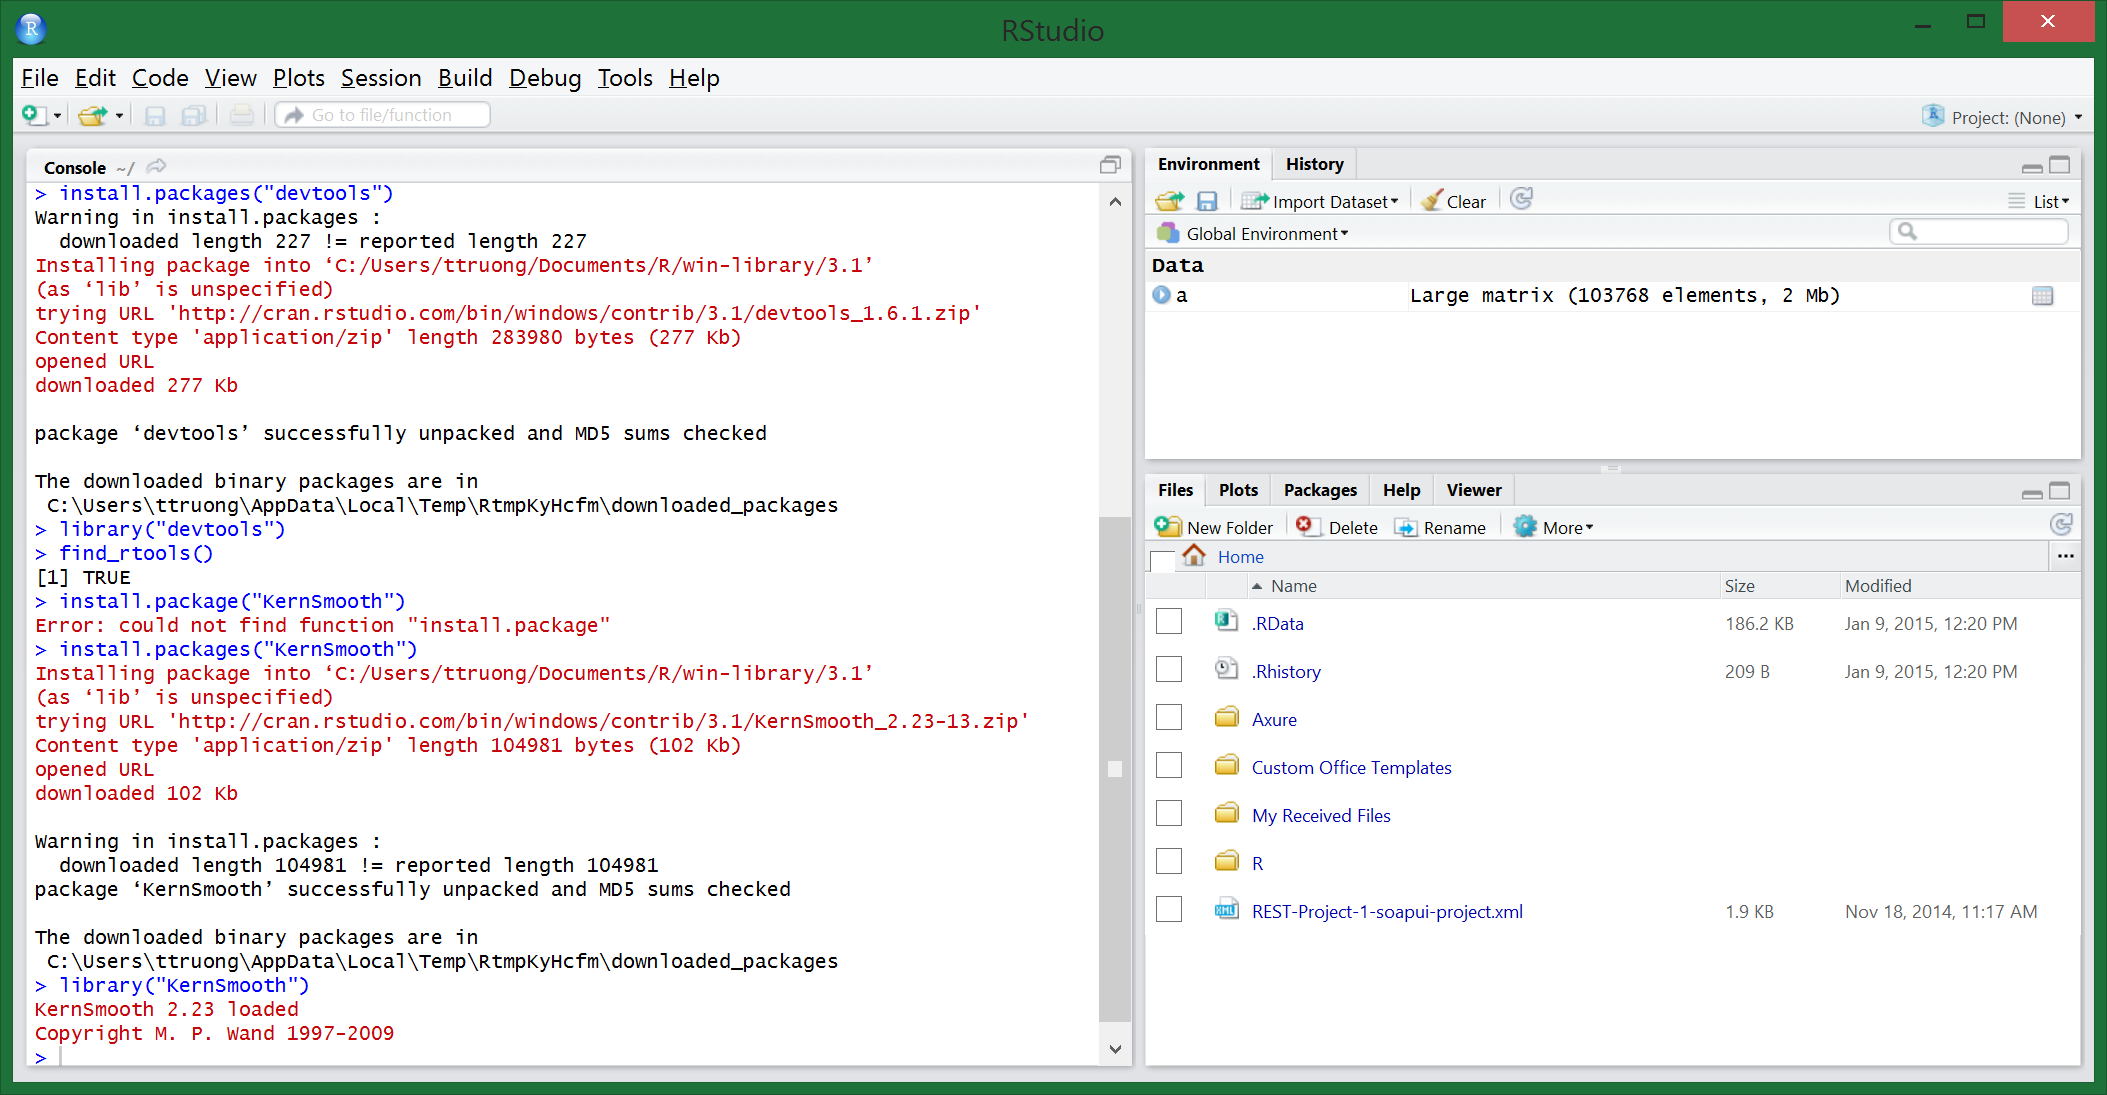 R
RStudio
File Edit Code View Plots Session Build Debug Tools Help
Go to file/function
Project: (None)
Console ~/
> install.packages("devtools")
Warning in install.packages :
  downloaded length 227 != reported length 227
Installing package into ‘C:/Users/ttruong/Documents/R/win-library/3.1’
(as ‘lib’ is unspecified)
trying URL 'http://cran.rstudio.com/bin/windows/contrib/3.1/devtools_1.6.1.zip'
Content type 'application/zip' length 283980 bytes (277 Kb)
opened URL
downloaded 277 Kb
package ‘devtools’ successfully unpacked and MD5 sums checked
The downloaded binary packages are in
 C:\Users\ttruong\AppData\Local\Temp\RtmpKyHcfm\downloaded_packages
> library("devtools")
> find_rtools()
[1] TRUE
> install.package("KernSmooth")
Error: could not find function "install.package"
> install.packages("KernSmooth")
Installing package into ‘C:/Users/ttruong/Documents/R/win-library/3.1’
(as ‘lib’ is unspecified)
trying URL 'http://cran.rstudio.com/bin/windows/contrib/3.1/KernSmooth_2.23-13.zip'
Content type 'application/zip' length 104981 bytes (102 Kb)
opened URL
downloaded 102 Kb
Warning in install.packages :
  downloaded length 104981 != reported length 104981
package ‘KernSmooth’ successfully unpacked and MD5 sums checked
The downloaded binary packages are in
 C:\Users\ttruong\AppData\Local\Temp\RtmpKyHcfm\downloaded_packages
> library("KernSmooth")
KernSmooth 2.23 loaded
Copyright M. P. Wand 1997-2009
>
Environment History
Import Dataset Clear List
Global Environment
Data
a Large matrix (103768 elements, 2 Mb)
Files Plots Packages Help Viewer
New Folder Delete Rename More
Home ...
Name Size Modified
.RData 186.2 KB Jan 9, 2015, 12:20 PM
.Rhistory 209 B Jan 9, 2015, 12:20 PM
Axure
Custom Office Templates
My Received Files
R
REST-Project-1-soapui-project.xml 1.9 KB Nov 18, 2014, 11:17 AM